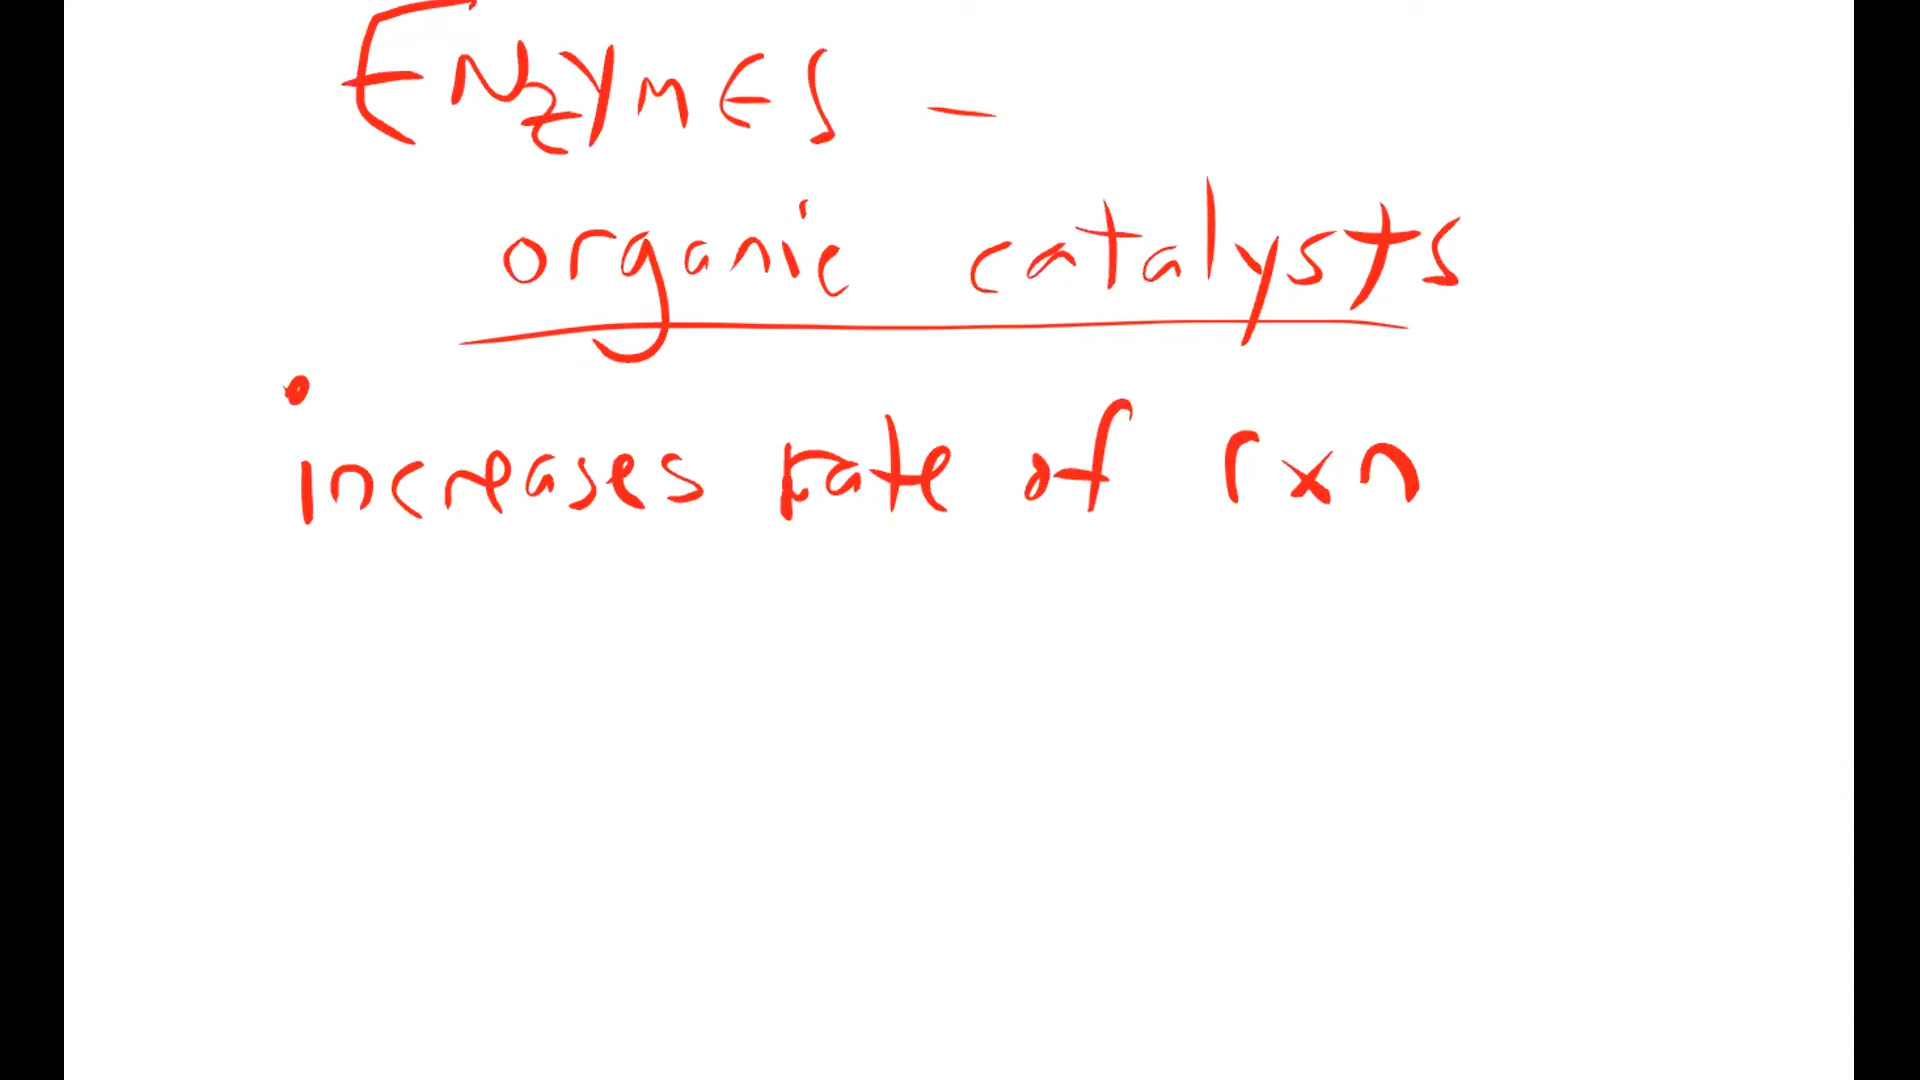 ENZYMES -
organic catalysts
increases rate of rxn